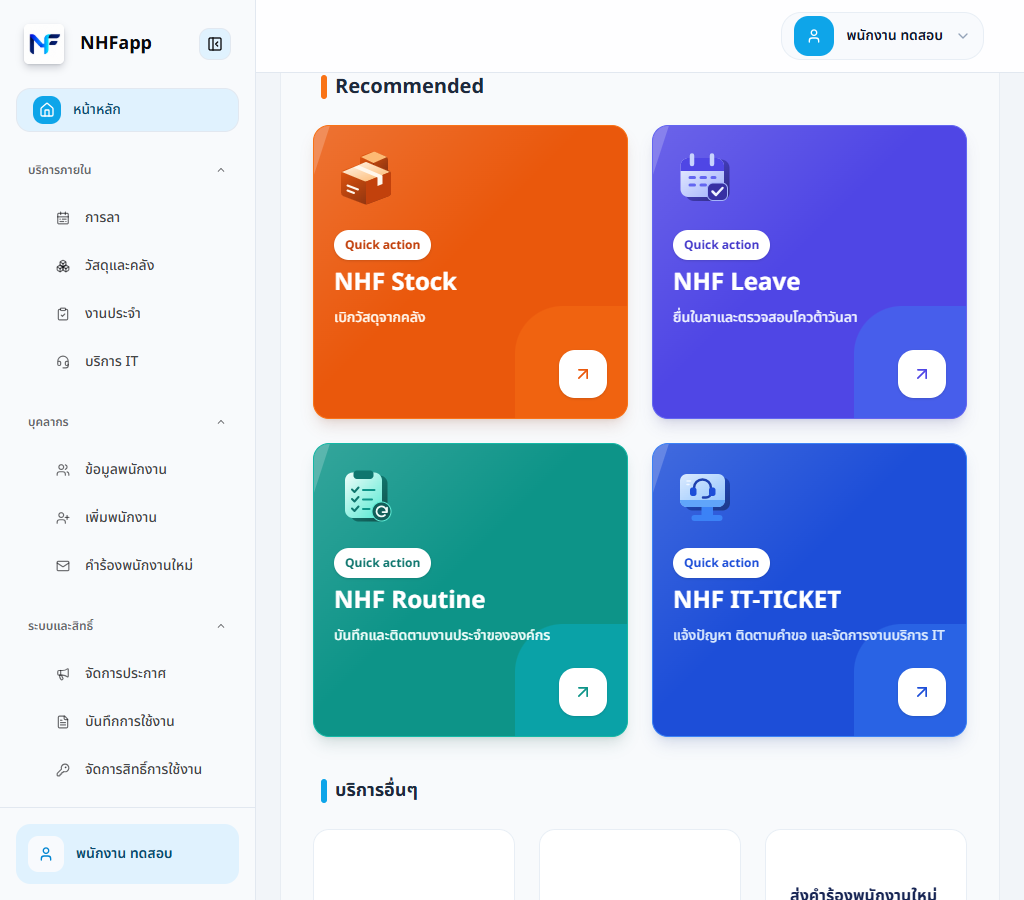 NHFapp
พนักงาน ทดสอบ
หน้าหลัก
บริการภายใน
การลา
วัสดุและคลัง
งานประจำ
บริการ IT
บุคลากร
ข้อมูลพนักงาน
เพิ่มพนักงาน
คำร้องพนักงานใหม่
ระบบและสิทธิ์
จัดการประกาศ
บันทึกการใช้งาน
จัดการสิทธิ์การใช้งาน
พนักงาน ทดสอบ
Recommended
Quick action
NHF Stock
เบิกวัสดุจากคลัง
Quick action
NHF Leave
ยื่นใบลาและตรวจสอบโควต้าวันลา
Quick action
NHF Routine
บันทึกและติดตามงานประจำขององค์กร
Quick action
NHF IT-TICKET
แจ้งปัญหา ติดตามคำขอ และจัดการงานบริการ IT
บริการอื่นๆ
ส่งคำร้องพนักงานใหม่